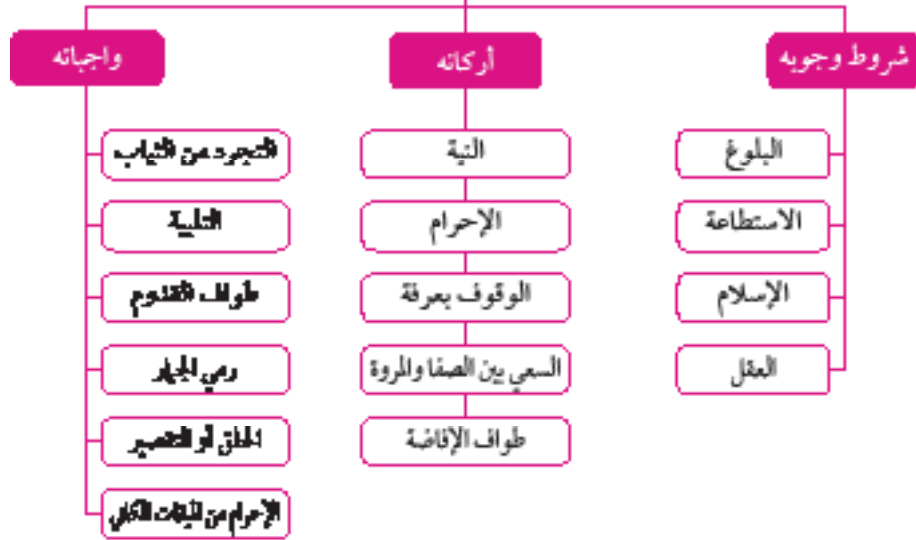 شروط وجوبه
البلوغ
الاستطاعة
الإسلام
العقل
أركانه
النية
الإحرام
الوقوف بعرفة
السعي بين الصفا والمروة
طواف الإفاضة
واجباته
التجرد من الثياب
التلبية
طواف القدوم
رمي الجمار
الحلق أو التقصير
الإحرام من الميقات المكاني